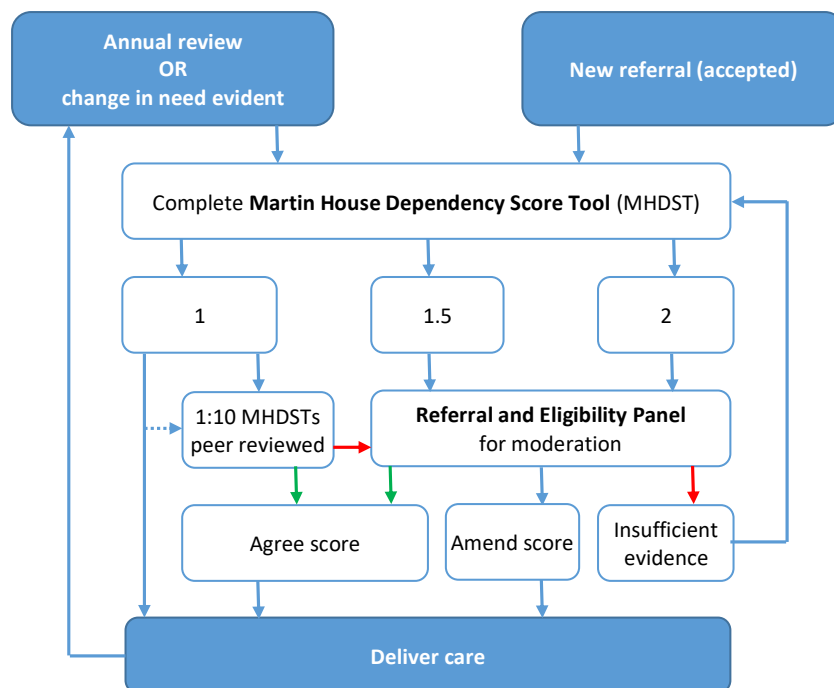 Annual review
OR
change in need evident
New referral (accepted)
Complete Martin House Dependency Score Tool (MHDST)
1
1.5
2
1:10 MHDSTs
peer reviewed
Referral and Eligibility Panel
for moderation
Agree score
Amend score
Insufficient
evidence
Deliver care